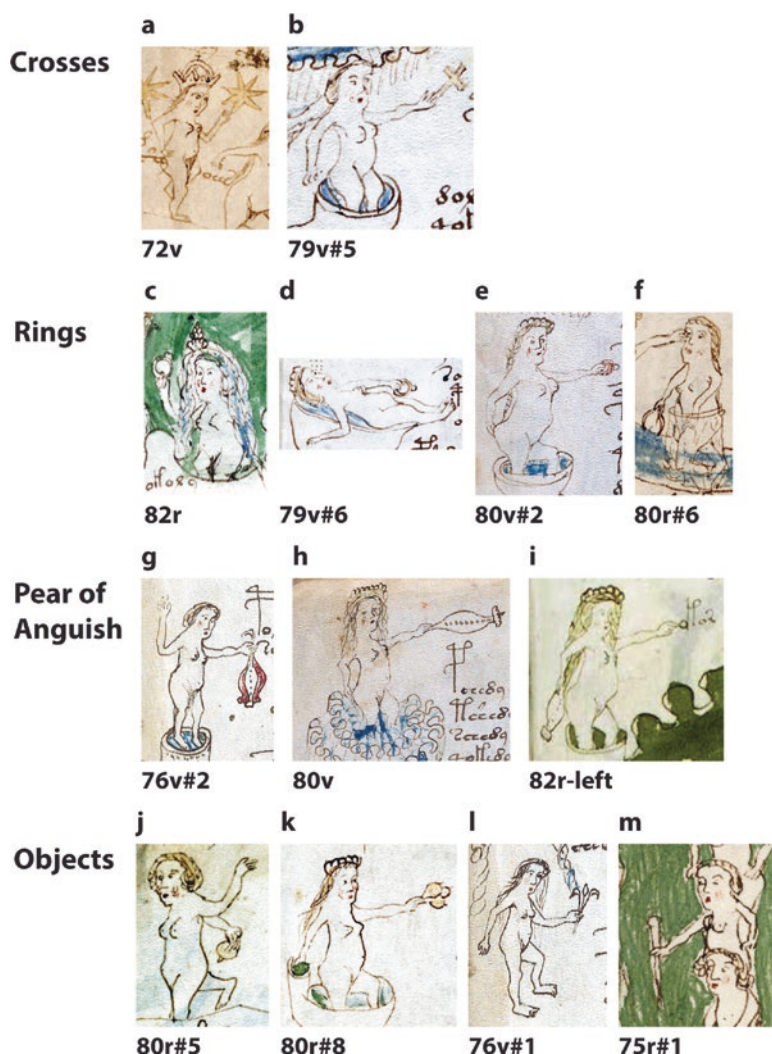 a
b
Crosses
72v
79v#5
c
d
e
f
Rings
82r
79v#6
80v#2
80r#6
g
h
i
Pear of
Anguish
76v#2
80v
82r-left
j
k
l
m
Objects
80r#5
80r#8
76v#1
75r#1